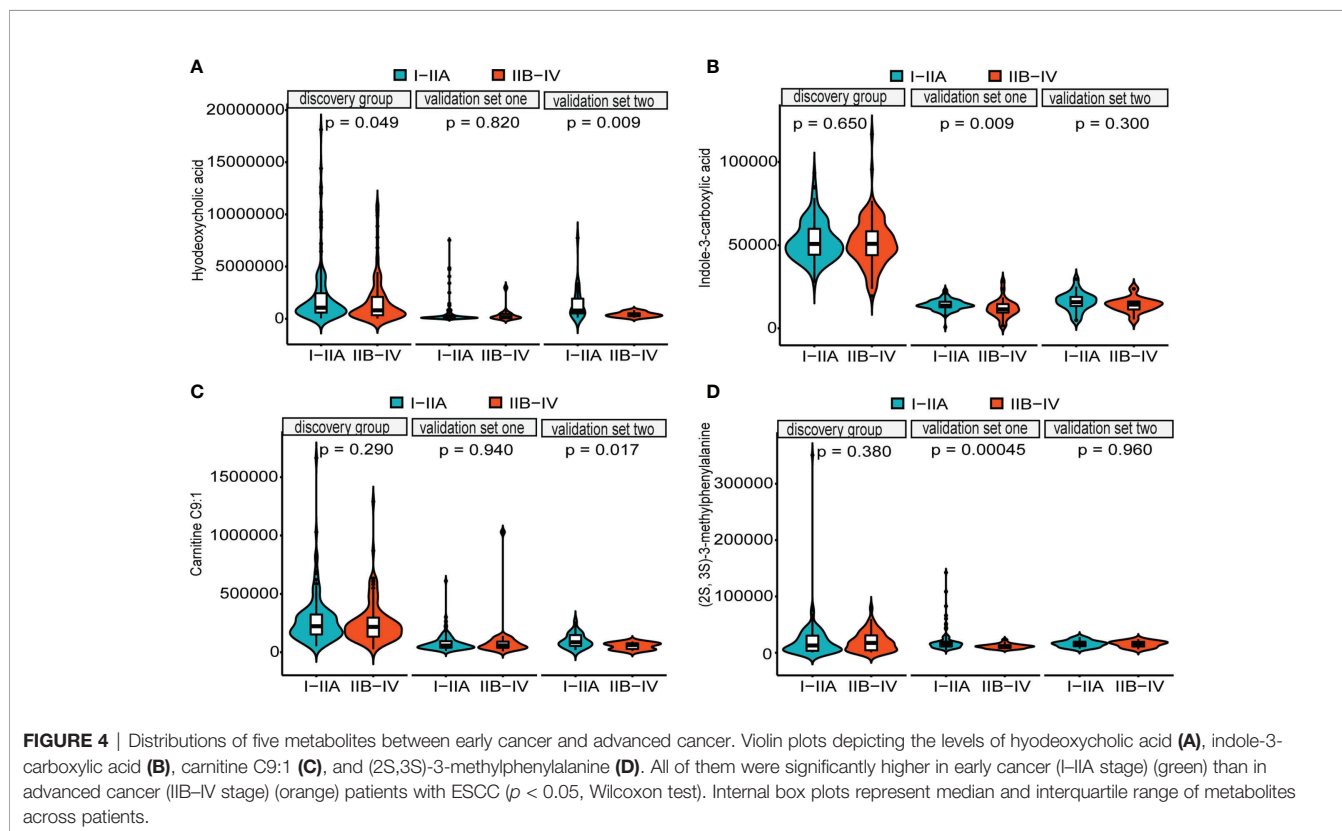 A
I−IIA IIB−IV
discovery group validation set one validation set two
p = 0.049 p = 0.820 p = 0.009
Hyodeoxycholic acid
20000000
15000000
10000000
5000000
0
I−IIA IIB−IV I−IIA IIB−IV I−IIA IIB−IV
B
I−IIA IIB−IV
discovery group validation set one validation set two
p = 0.650 p = 0.009 p = 0.300
Indole-3-carboxylic acid
100000
50000
0
I−IIA IIB−IV I−IIA IIB−IV I−IIA IIB−IV
C
I−IIA IIB−IV
discovery group validation set one validation set two
p = 0.290 p = 0.940 p = 0.017
Carnitine C9:1
1500000
1000000
500000
0
I−IIA IIB−IV I−IIA IIB−IV I−IIA IIB−IV
D
I−IIA IIB−IV
discovery group validation set one validation set two
p = 0.380 p = 0.00045 p = 0.960
(2S, 3S)-3-methylphenylalanine
300000
200000
100000
0
I−IIA IIB−IV I−IIA IIB−IV I−IIA IIB−IV
FIGURE 4 | Distributions of five metabolites between early cancer and advanced cancer. Violin plots depicting the levels of hyodeoxycholic acid (A), indole-3-
carboxylic acid (B), carnitine C9:1 (C), and (2S,3S)-3-methylphenylalanine (D). All of them were significantly higher in early cancer (I–IIA stage) (green) than in
advanced cancer (IIB–IV stage) (orange) patients with ESCC (p < 0.05, Wilcoxon test). Internal box plots represent median and interquartile range of metabolites
across patients.